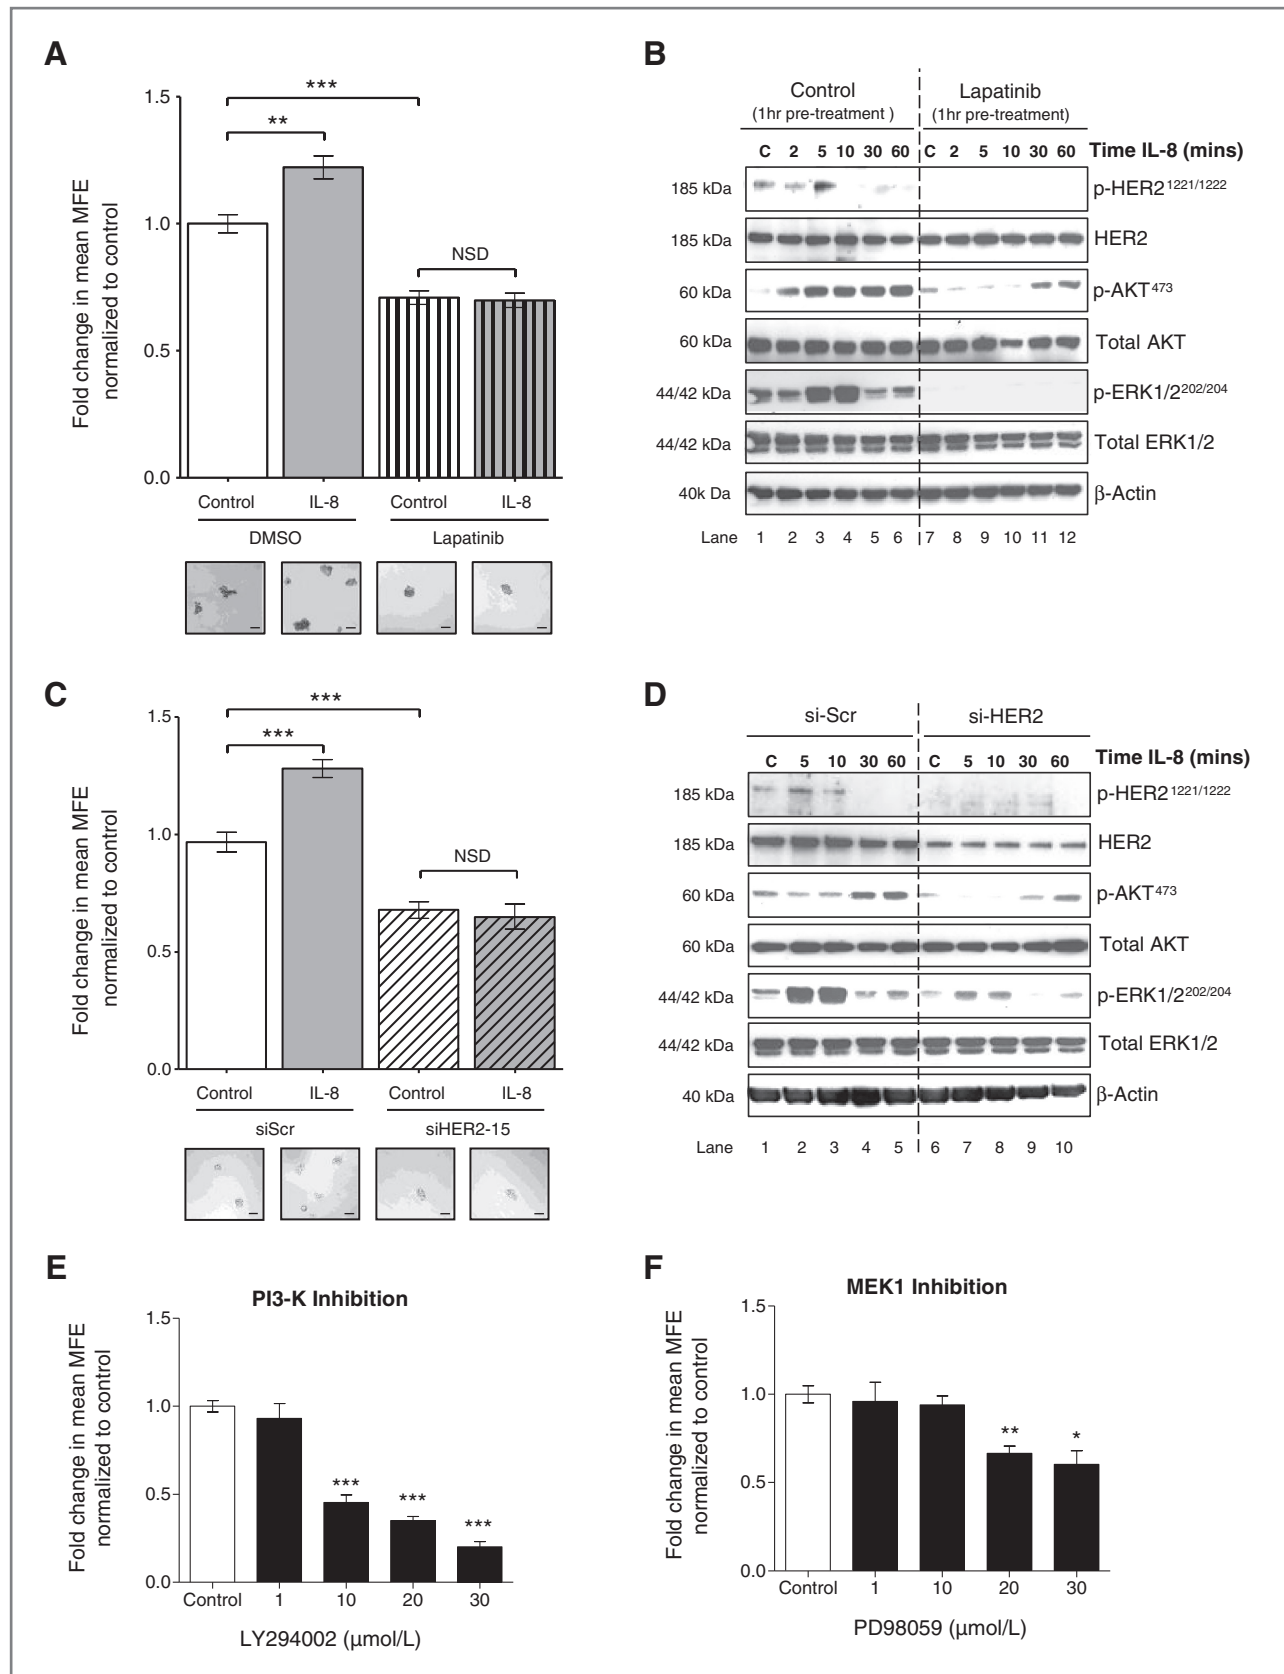 A
Fold change in mean MFE
normalized to control
1.5
1.0
0.5
0.0
***
**
NSD
Control IL-8 Control IL-8
DMSO Lapatinib
B
Control Lapatinib
(1hr pre-treatment ) (1hr pre-treatment)
C 2 5 10 30 60 C 2 5 10 30 60 Time IL-8 (mins)
185 kDa p-HER2 1221/1222
185 kDa HER2
60 kDa p-AKT 473
60 kDa Total AKT
44/42 kDa p-ERK1/2 202/204
44/42 kDa Total ERK1/2
40k Da β-Actin
Lane 1 2 3 4 5 6 7 8 9 10 11 12
C
Fold change in mean MFE
normalized to control
1.5
1.0
0.5
0.0
***
***
NSD
Control IL-8 Control IL-8
siScr siHER2-15
D
si-Scr si-HER2
C 5 10 30 60 C 5 10 30 60 Time IL-8 (mins)
185 kDa p-HER2 1221/1222
185 kDa HER2
60 kDa p-AKT 473
60 kDa Total AKT
44/42 kDa p-ERK1/2 202/204
44/42 kDa Total ERK1/2
40 kDa β-Actin
Lane 1 2 3 4 5 6 7 8 9 10
E
PI3-K Inhibition
Fold change in mean MFE
normalized to control
1.5
1.0
0.5
0.0
*** *** ***
Control 1 10 20 30
LY294002 (µmol/L)
F
MEK1 Inhibition
Fold change in mean MFE
normalized to control
1.5
1.0
0.5
0.0
** *
Control 1 10 20 30
PD98059 (µmol/L)